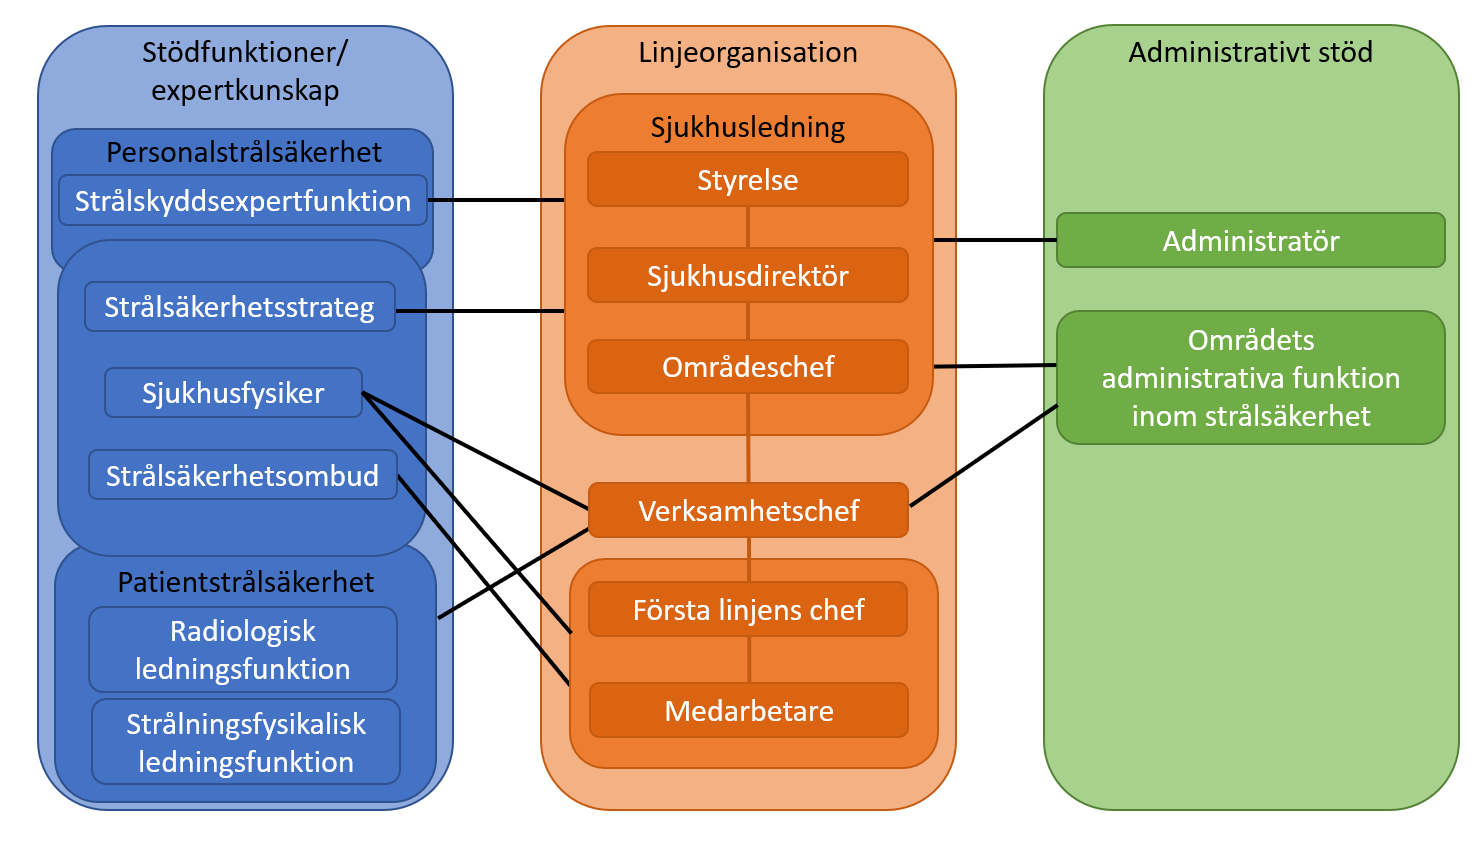 Stödfunktioner/
expertkunskap
Personalstrålsäkerhet
Strålskyddsexpertfunktion
Strålsäkerhetsstrateg
Sjukhusfysiker
Strålsäkerhetsombud
Patientstrålsäkerhet
Radiologisk
ledningsfunktion
Strålningsfysikalisk
ledningsfunktion
Linjeorganisation
Sjukhusledning
Styrelse
Sjukhusdirektör
Områdeschef
Verksamhetschef
Första linjens chef
Medarbetare
Administrativt stöd
Administratör
Områdets
administrativa funktion
inom strålsäkerhet